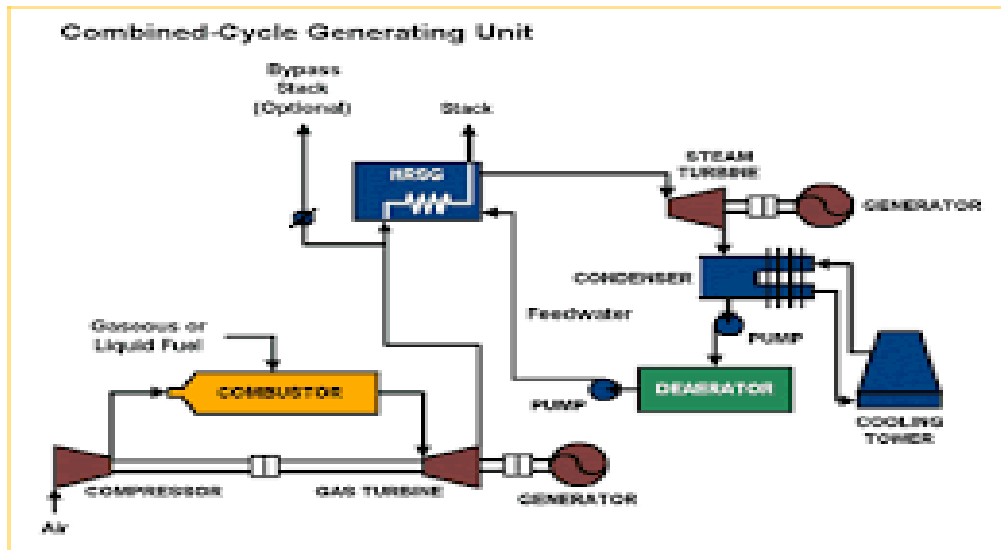 Combined-Cycle Generating Unit
Bypass
Stack
(Optional)
Stack
HRSG
STEAM
TURBINE
GENERATOR
CONDENSER
Feedwater
PUMP
Gaseous or
Liquid Fuel
COMBUSTOR
PUMP
DEAERATOR
COOLING
TOWER
COMPRESSOR
GAS TURBINE
GENERATOR
Air